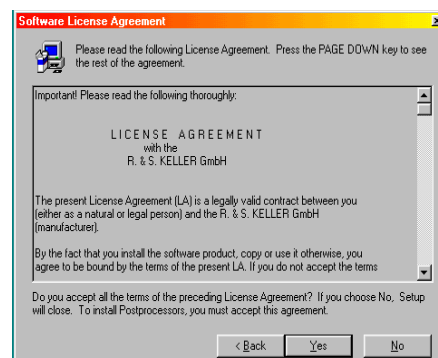 Software License Agreement
Please read the following License Agreement. Press the PAGE DOWN key to see
the rest of the agreement.
Important! Please read the following thoroughly:
LICENSE AGREEMENT
with the
R. & S. KELLER GmbH
The present License Agreement (LA) is a legally valid contract between you
(either as a natural or legal person) and the R. & S. KELLER GmbH
(manufacturer).
By the fact that you install the software product, copy or use it otherwise, you
agree to be bound by the terms of the present LA. If you do not accept the terms
Do you accept all the terms of the preceding License Agreement? If you choose No, Setup
will close. To install Postprocessors, you must accept this agreement.
< Back Yes No